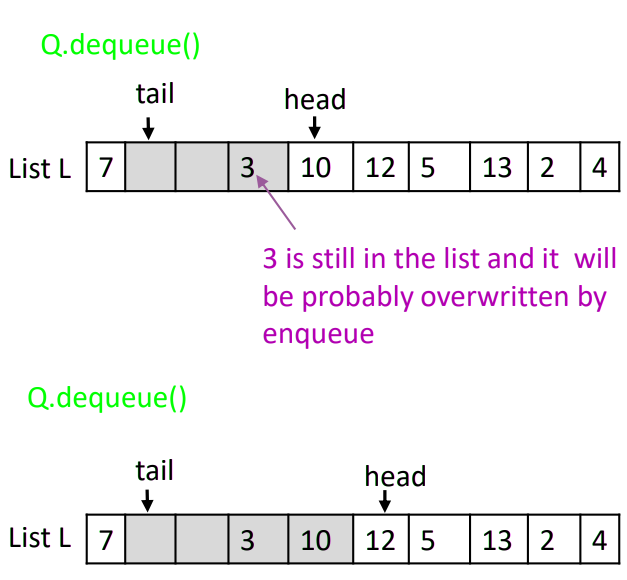 Q.dequeue()
tail head
List L 7 3 10 12 5 13 2 4
3 is still in the list and it will
be probably overwritten by
enqueue
Q.dequeue()
tail head
List L 7 3 10 12 5 13 2 4